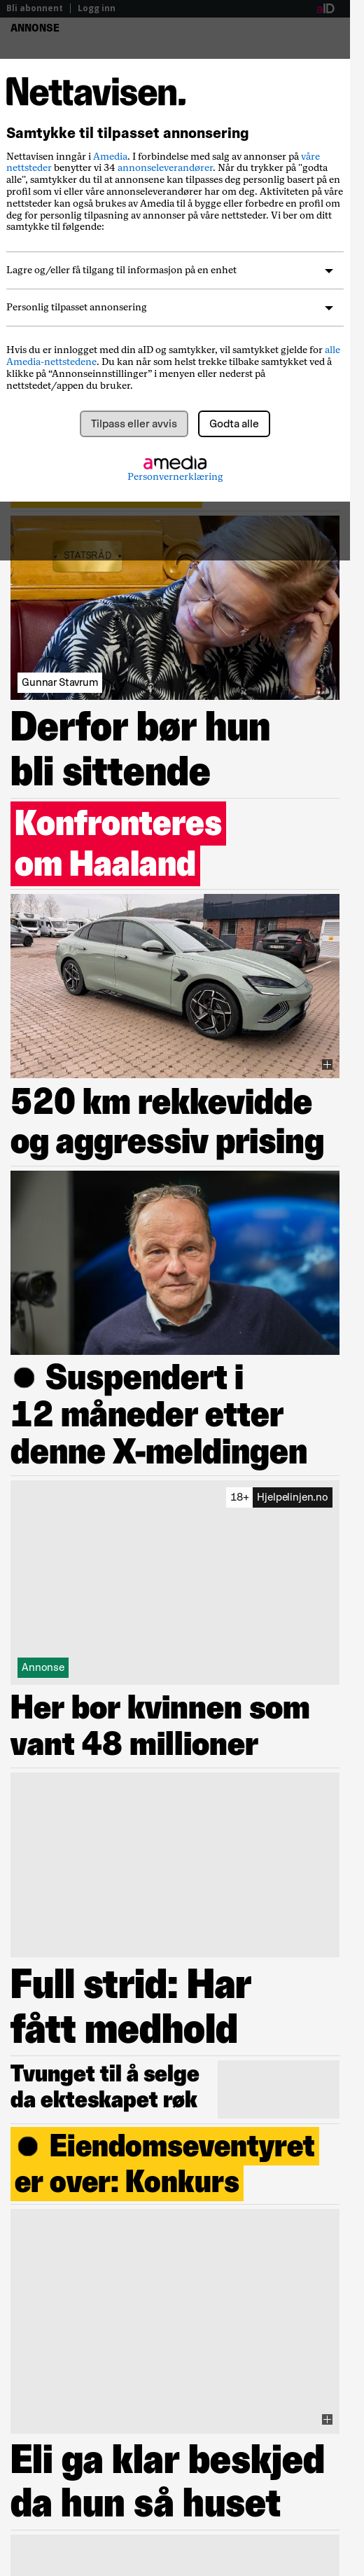 Bli abonnent | Logg inn
aID
ANNONSE
Nettavisen.
Samtykke til tilpasset annonsering
Nettavisen inngår i Amedia. I forbindelse med salg av annonser på våre
nettsteder benytter vi 34 annonseleverandører. Når du trykker på "godta
alle", samtykker du til at annonsene kan tilpasses deg personlig basert på en
profil som vi eller våre annonseleverandører har om deg. Aktiviteten på våre
nettsteder kan også brukes av Amedia til å bygge eller forbedre en profil om
deg for personlig tilpasning av annonser på våre nettsteder. Vi ber om ditt
samtykke til følgende:
Lagre og/eller få tilgang til informasjon på en enhet
Personlig tilpasset annonsering
Hvis du er innlogget med din aID og samtykker, vil samtykket gjelde for alle
Amedia-nettstedene. Du kan når som helst trekke tilbake samtykket ved å
klikke på “Annonseinnstillinger” i menyen eller nederst på
nettstedet/appen du bruker.
Tilpass eller avvis
Godta alle
amedia
Personvernerklæring
STATSRÅD
Gunnar Stavrum
Derfor bør hun
bli sittende
Konfronteres
om Haaland
520 km rekkevidde
og aggressiv prising
Suspendert i
12 måneder etter
denne X-meldingen
18+ Hjelpelinjen.no
Annonse
Her bor kvinnen som
vant 48 millioner
Full strid: Har
fått medhold
Tvunget til å selge
da ekteskapet røk
Eiendomseventyret
er over: Konkurs
Eli ga klar beskjed
da hun så huset